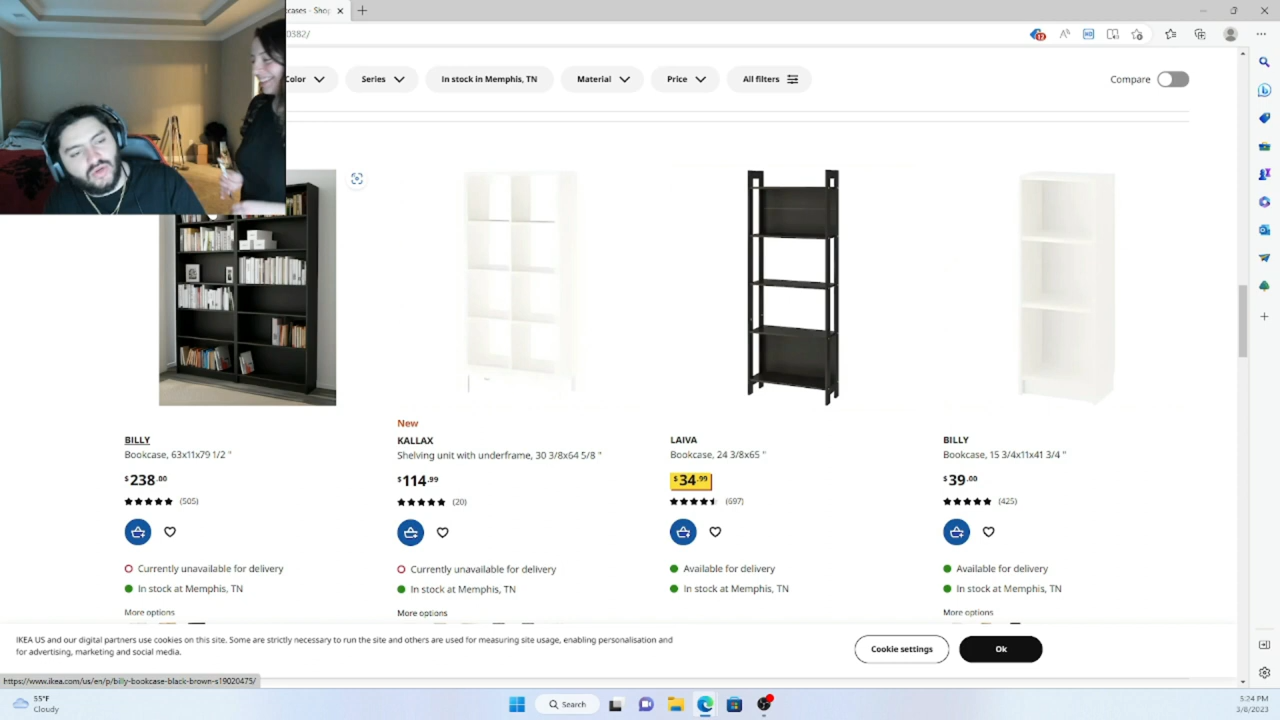 cases - Shop
0382/
Color
Series
In stock in Memphis, TN
Material
Price
All filters
Compare
BILLY
Bookcase, 63x11x79 1/2 "
$238.00
(505)
Currently unavailable for delivery
In stock at Memphis, TN
More options
New
KALLAX
Shelving unit with underframe, 30 3/8x64 5/8 "
$114.99
(20)
Currently unavailable for delivery
In stock at Memphis, TN
More options
LAIVA
Bookcase, 24 3/8x65 "
$34.99
(697)
Available for delivery
In stock at Memphis, TN
BILLY
Bookcase, 15 3/4x11x41 3/4 "
$39.00
(425)
Available for delivery
In stock at Memphis, TN
More options
IKEA US and our digital partners use cookies on this site. Some are strictly necessary to run the site and others are used for measuring site usage, enabling personalisation and
for advertising, marketing and social media.
Cookie settings
Ok
https://www.ikea.com/us/en/p/billy-bookcase-black-brown-s19020475/
55°F
Cloudy
Search
5:24 PM
3/8/2023